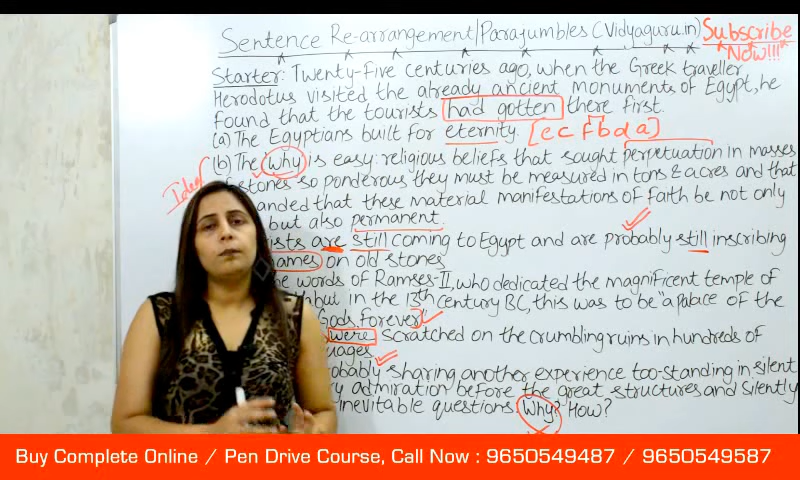 Sentence Re-arrangement/Parajumbles (Vidyaguru.in)
Subscribe
Now!!!
Starter: Twenty-Five centuries ago, when the Greek traveller
Herodotus visited the already ancient monuments of Egypt, he
found that the tourists had gotten there first.
(a) The Egyptians built for eternity. [e c f b d a]
(b) The Why is easy: religious beliefs that sought perpetuation in masses
of stones so ponderous they must be measured in tons & acres and that
Idea
anded that these material manifestations of faith be not only
but also permanent.
ists are still coming to Egypt and are probably still inscribing
names on old stones
he words of Ramses-II, who dedicated the magnificent temple of
but in the 13th century BC, this was to be "a palace of the
Gods forever"
were scratched on the crumbling ruins in hundreds of
uages
obably sharing another experience too-standing in silent
ry admiration before the great structures and silently
inevitable questions: Why? How?
Buy Complete Online / Pen Drive Course, Call Now : 9650549487 / 9650549587